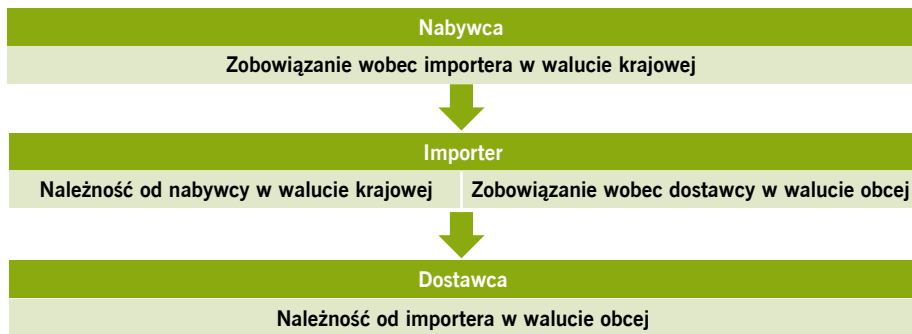 Nabywca
Zobowiązanie wobec importera w walucie krajowej
Importer
Należność od nabywcy w walucie krajowej
Zobowiązanie wobec dostawcy w walucie obcej
Dostawca
Należność od importera w walucie obcej